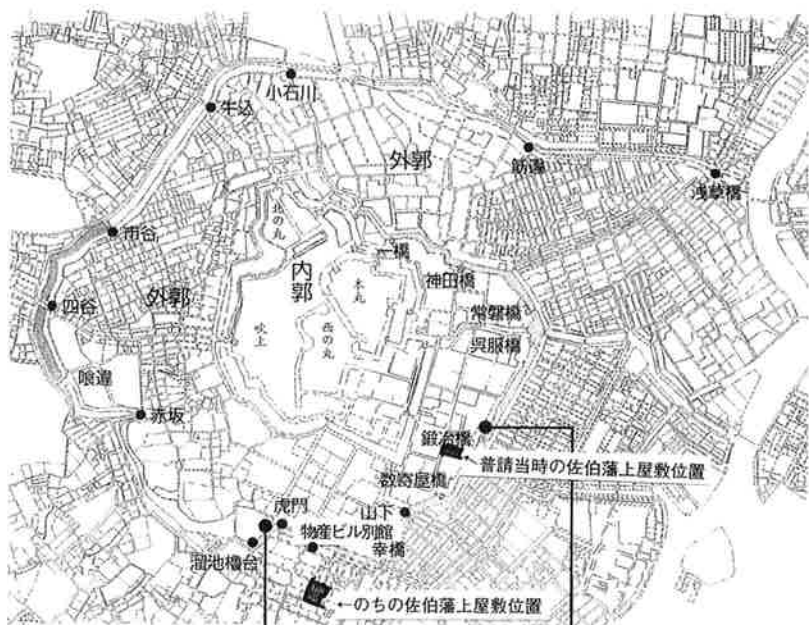 小石川
牛込
外郭
筋違
浅草橋
市谷
北の丸
内郭
一橋
神田橋
本丸
四谷
外郭
常磐橋
吹上
西の丸
呉服橋
喰違
赤坂
鍛冶橋
←普請当時の佐伯藩上屋敷位置
数寄屋橋
虎門
山下
物産ビル別館
幸橋
溜池櫓台
←のちの佐伯藩上屋敷位置